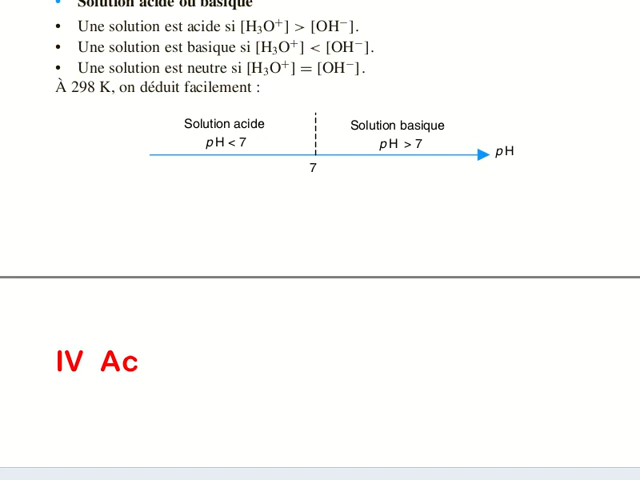 • Solution acide ou basique
• Une solution est acide si [H₃O⁺] > [OH⁻].
• Une solution est basique si [H₃O⁺] < [OH⁻].
• Une solution est neutre si [H₃O⁺] = [OH⁻].
À 298 K, on déduit facilement :
Solution acide
pH < 7
Solution basique
pH > 7
pH
7
IV Ac